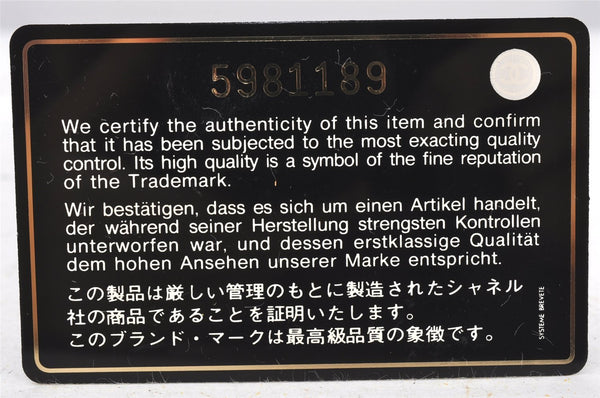 5981189
We certify the authenticity of this item and confirm
that it has been subjected to the most exacting quality
control. Its high quality is a symbol of the fine reputation
of the Trademark.
Wir bestätigen, dass es sich um einen Artikel handelt,
der während seiner Herstellung strengsten Kontrollen
unterworfen war, und dessen erstklassige Qualität
dem hohen Ansehen unserer Marke entspricht.
この製品は厳しい管理のもとに製造されたシャネル
社の商品であることを証明いたします。
このブランド・マークは最高級品質の象徴です。
SYSTEME BREVETE